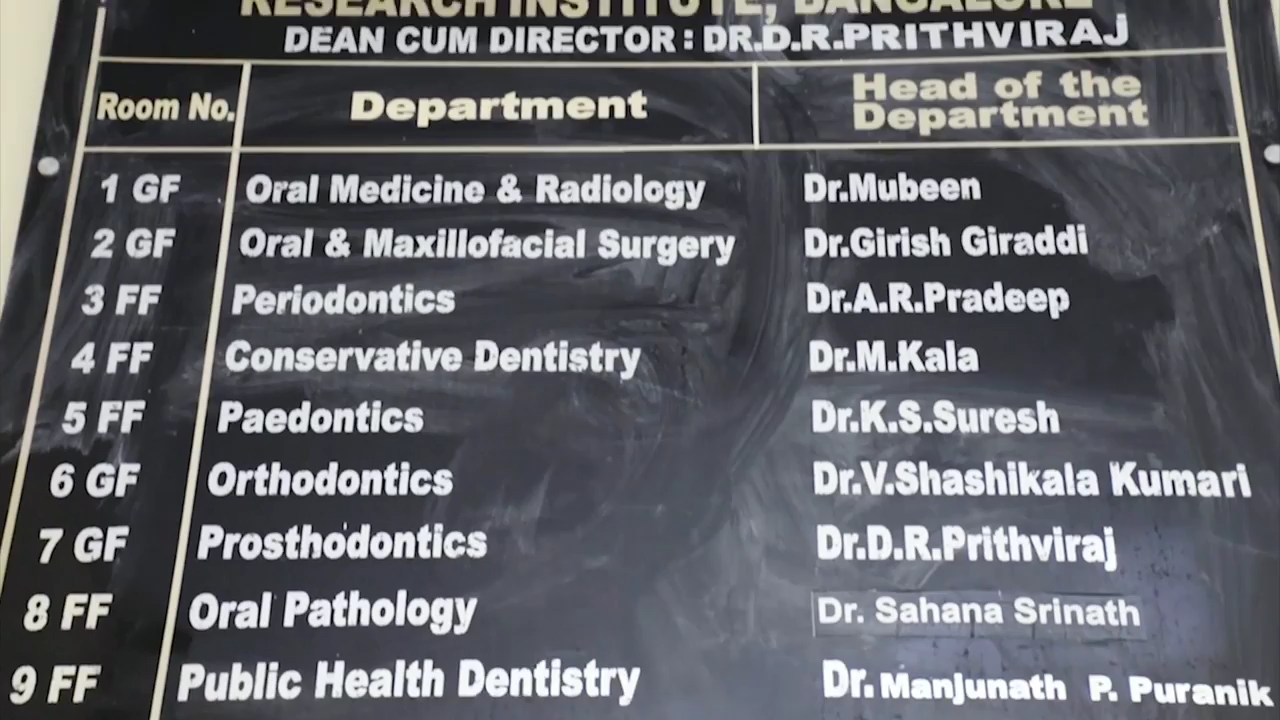 RESEARCH INSTITUTE, BANGALORE
DEAN CUM DIRECTOR : DR.D.R.PRITHVIRAJ
Room No. Department Head of the Department
1 GF Oral Medicine & Radiology Dr.Mubeen
2 GF Oral & Maxillofacial Surgery Dr.Girish Giraddi
3 FF Periodontics Dr.A.R.Pradeep
4 FF Conservative Dentistry Dr.M.Kala
5 FF Paedontics Dr.K.S.Suresh
6 GF Orthodontics Dr.V.Shashikala Kumari
7 GF Prosthodontics Dr.D.R.Prithviraj
8 FF Oral Pathology Dr. Sahana Srinath
9 FF Public Health Dentistry Dr. Manjunath P. Puranik